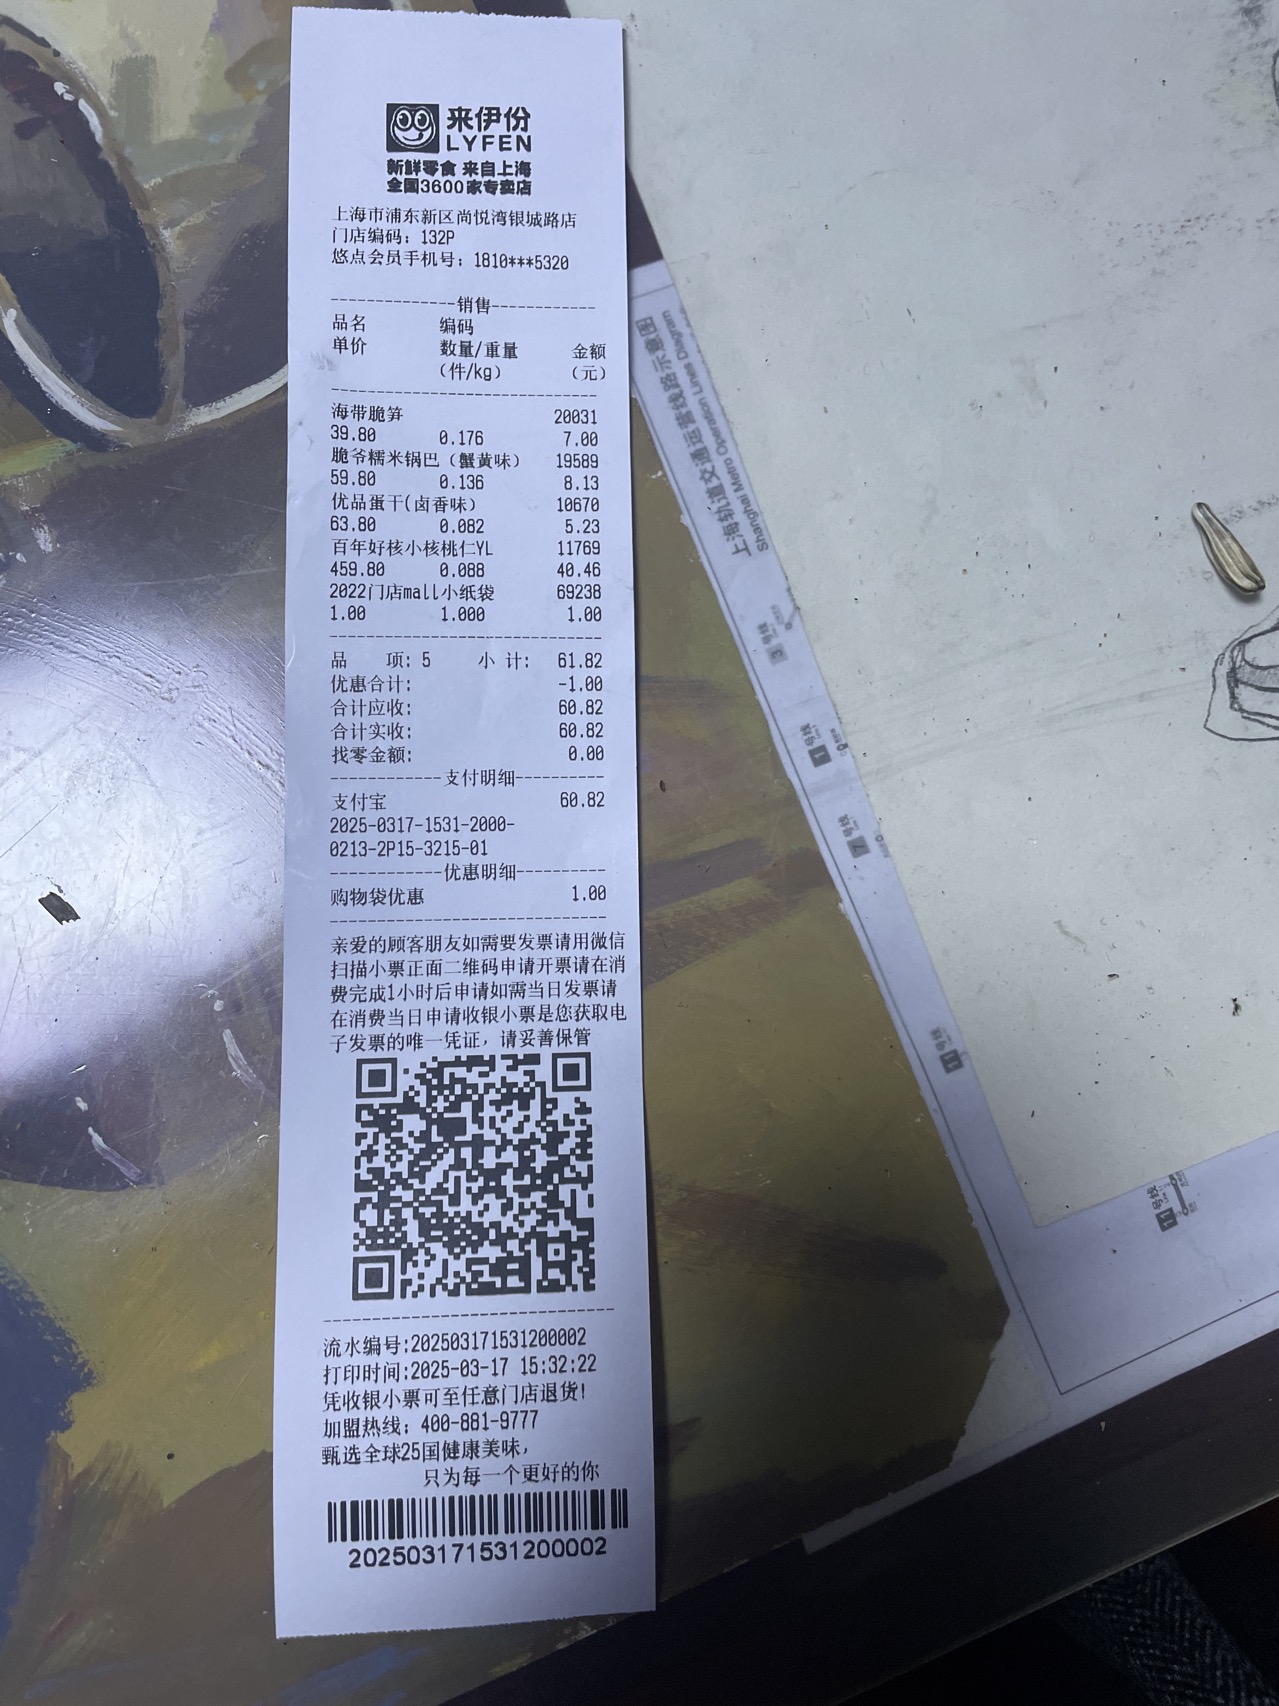 来伊份
LYFEN
新鲜零食 来自上海
全国3600家专卖店
上海市浦东新区尚悦湾银城路店
门店编码：132P
悠点会员手机号：1810***5320
--------------销售------------
品名 编码
单价 数量/重量 金额
（件/kg） （元）
------------------------------
海带脆笋 20031
39.80 0.176 7.00
脆爷糯米锅巴（蟹黄味） 19589
59.80 0.136 8.13
优品蛋干(卤香味） 10670
63.80 0.082 5.23
百年好核小核桃仁YL 11769
459.80 0.088 40.46
2022门店mall小纸袋 69238
1.00 1.000 1.00
------------------------------
品 项: 5 小 计: 61.82
优惠合计: -1.00
合计应收: 60.82
合计实收: 60.82
找零金额: 0.00
------------支付明细----------
支付宝 60.82
2025-0317-1531-2000-
0213-2P15-3215-01
------------优惠明细----------
购物袋优惠 1.00
------------------------------
亲爱的顾客朋友如需要发票请用微信
扫描小票正面二维码申请开票请在消
费完成1小时后申请如需当日发票请
在消费当日申请收银小票是您获取电
子发票的唯一凭证，请妥善保管
------------------------------
流水编号:202503171531200002
打印时间:2025-03-17 15:32:22
凭收银小票可至任意门店退货!
加盟热线：400-881-9777
甄选全球25国健康美味，
只为每一个更好的你
202503171531200002
上海轨道交通运营线路示意图
Shanghai Metro Operation Lines Diagram
3 号线
1 号线
7 号线
11 号线
11 号线